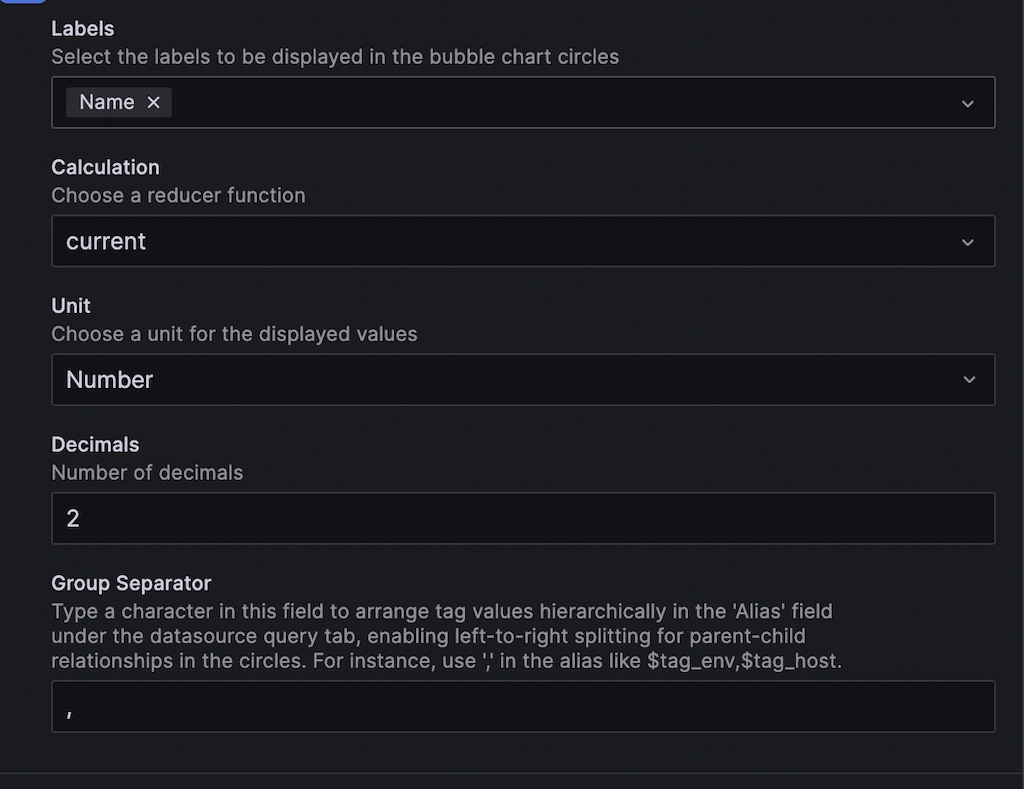 Labels
Select the labels to be displayed in the bubble chart circles
Name
Calculation
Choose a reducer function
current
Unit
Choose a unit for the displayed values
Number
Decimals
Number of decimals
2
Group Separator
Type a character in this field to arrange tag values hierarchically in the 'Alias' field
under the datasource query tab, enabling left-to-right splitting for parent-child
relationships in the circles. For instance, use ',' in the alias like $tag_env,$tag_host.
,